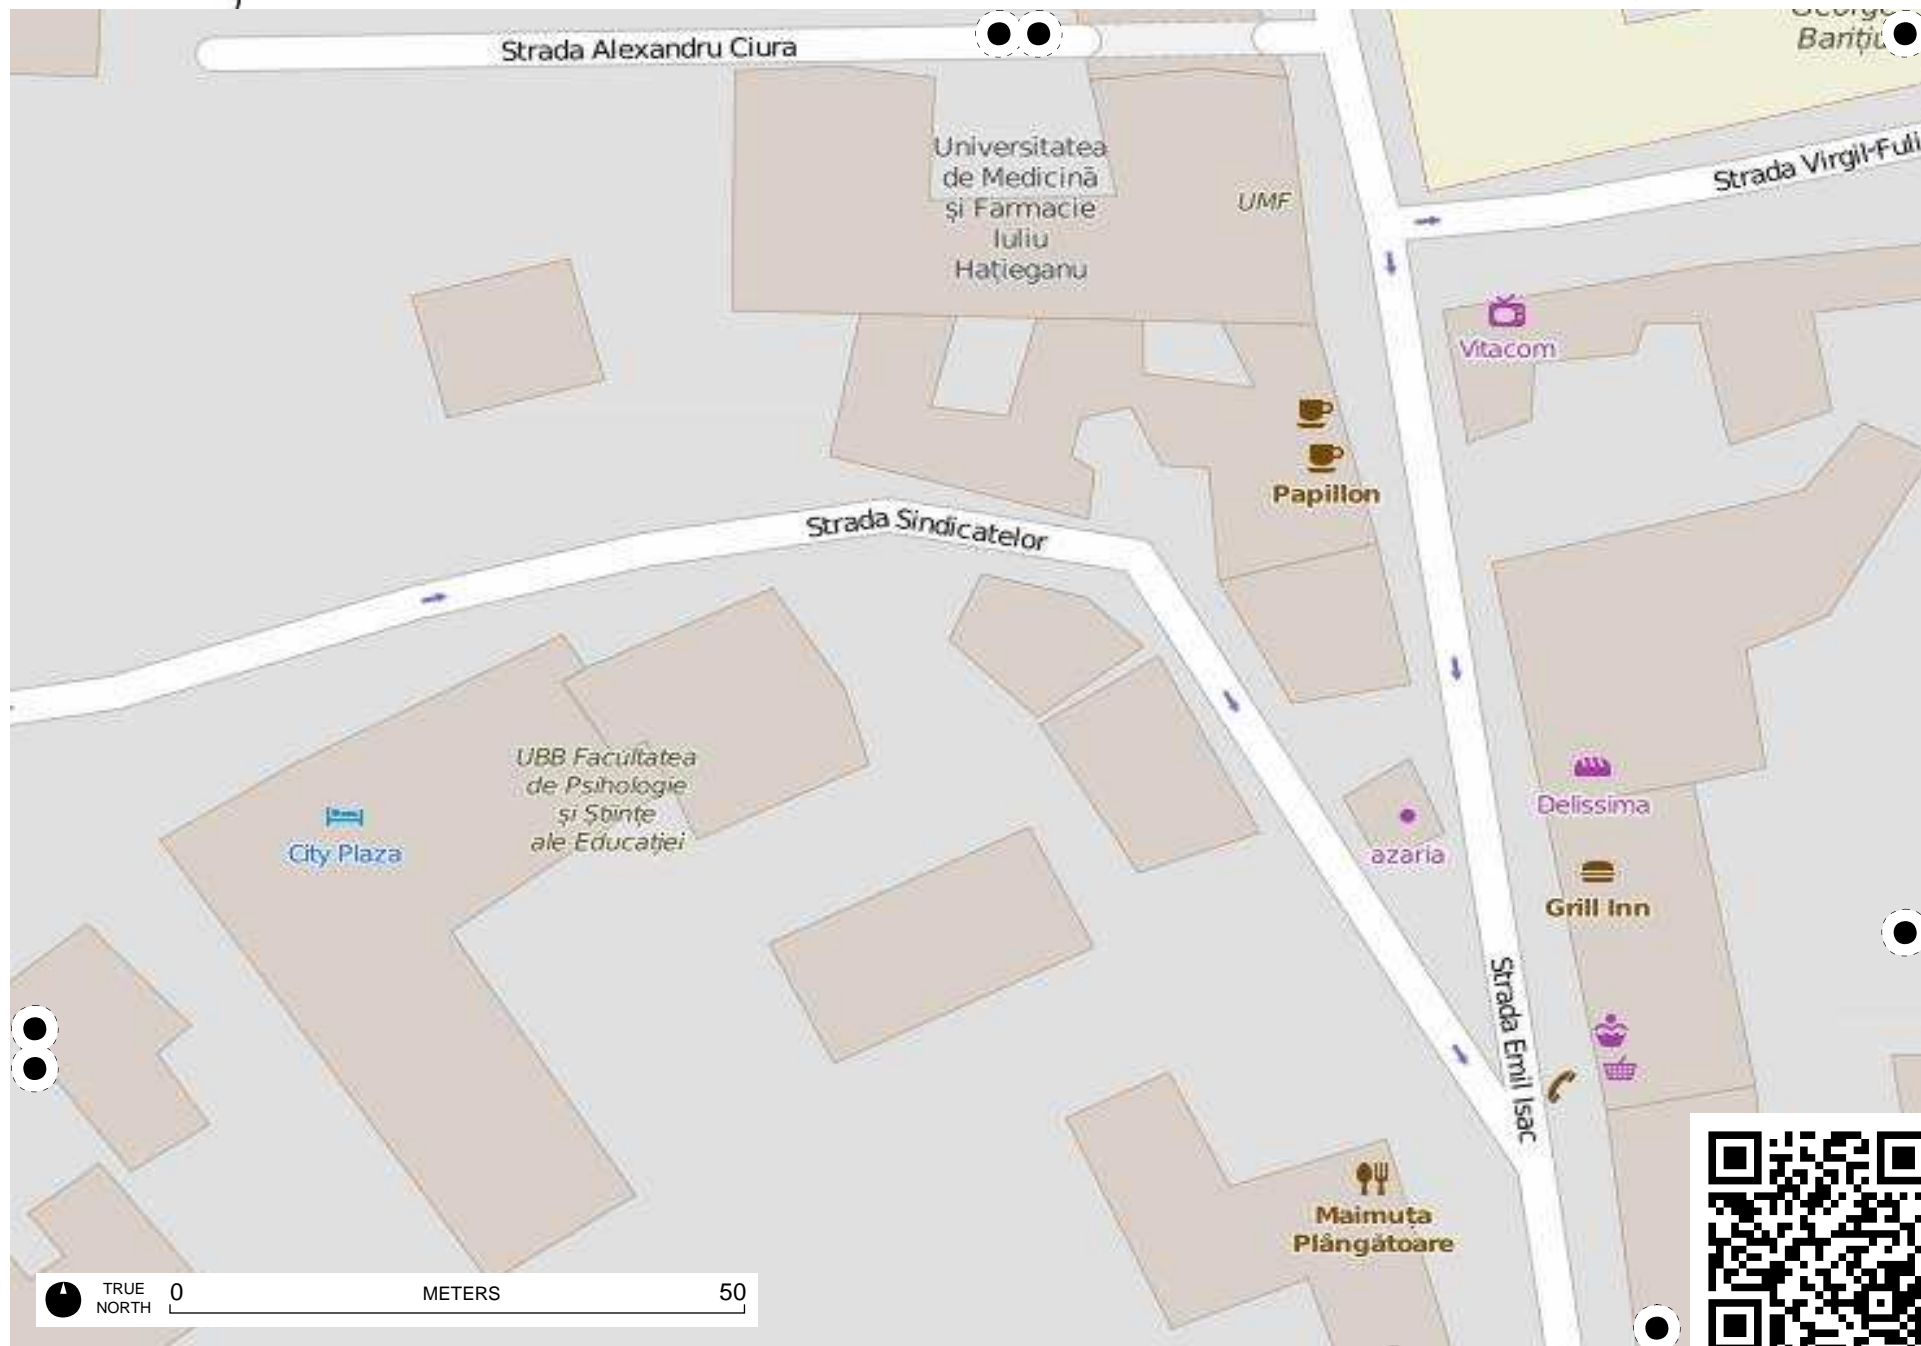 Strada Alexandru Ciura
Barițiu
Universitatea
de Medicină
și Farmacie
Iuliu
Hațieganu
UMF
Strada Virgil-Fuli
Vitacom
Papillon
Strada Sindicatelor
UBB Facultatea
de Psihologie
și Științe
ale Educației
City Plaza
Delissima
azaria
Grill Inn
Strada Emil Isac
Maimuța
Plângătoare
TRUE
NORTH
0
METERS
50